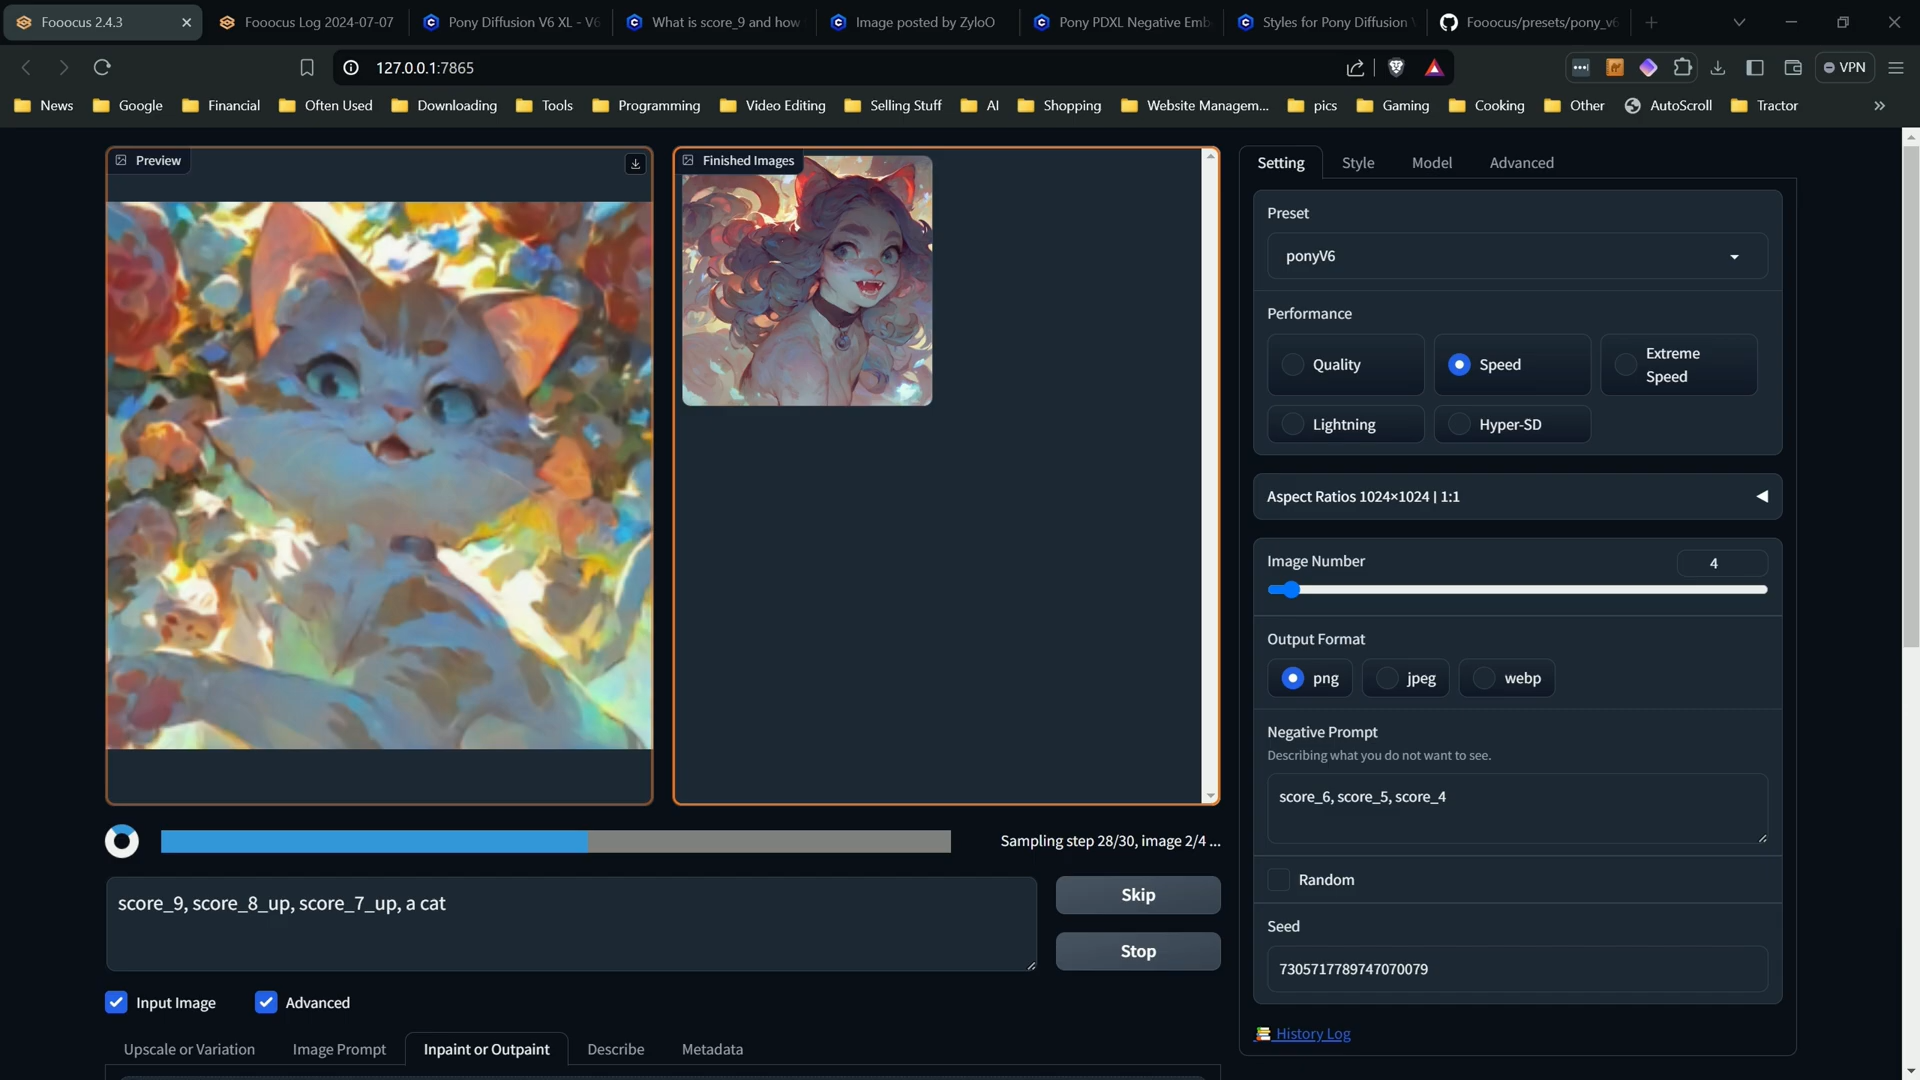 Fooocus 2.4.3
Fooocus Log 2024-07-07
Pony Diffusion V6 XL - V6
What is score_9 and how
Image posted by ZyloO
Pony PDXL Negative Emb
Styles for Pony Diffusion
Fooocus/presets/pony_v6
127.0.0.1:7865
VPN
News
Google
Financial
Often Used
Downloading
Tools
Programming
Video Editing
Selling Stuff
AI
Shopping
Website Managem...
pics
Gaming
Cooking
Other
AutoScroll
Tractor
Preview
Finished Images
Setting
Style
Model
Advanced
Preset
ponyV6
Performance
Quality
Speed
Extreme
Speed
Lightning
Hyper-SD
Aspect Ratios 1024×1024 | 1:1
Image Number
4
Output Format
png
jpeg
webp
Negative Prompt
Describing what you do not want to see.
score_6, score_5, score_4
Random
Seed
7305717789747070079
History Log
Sampling step 28/30, image 2/4 ...
score_9, score_8_up, score_7_up, a cat
Skip
Stop
Input Image
Advanced
Upscale or Variation
Image Prompt
Inpaint or Outpaint
Describe
Metadata